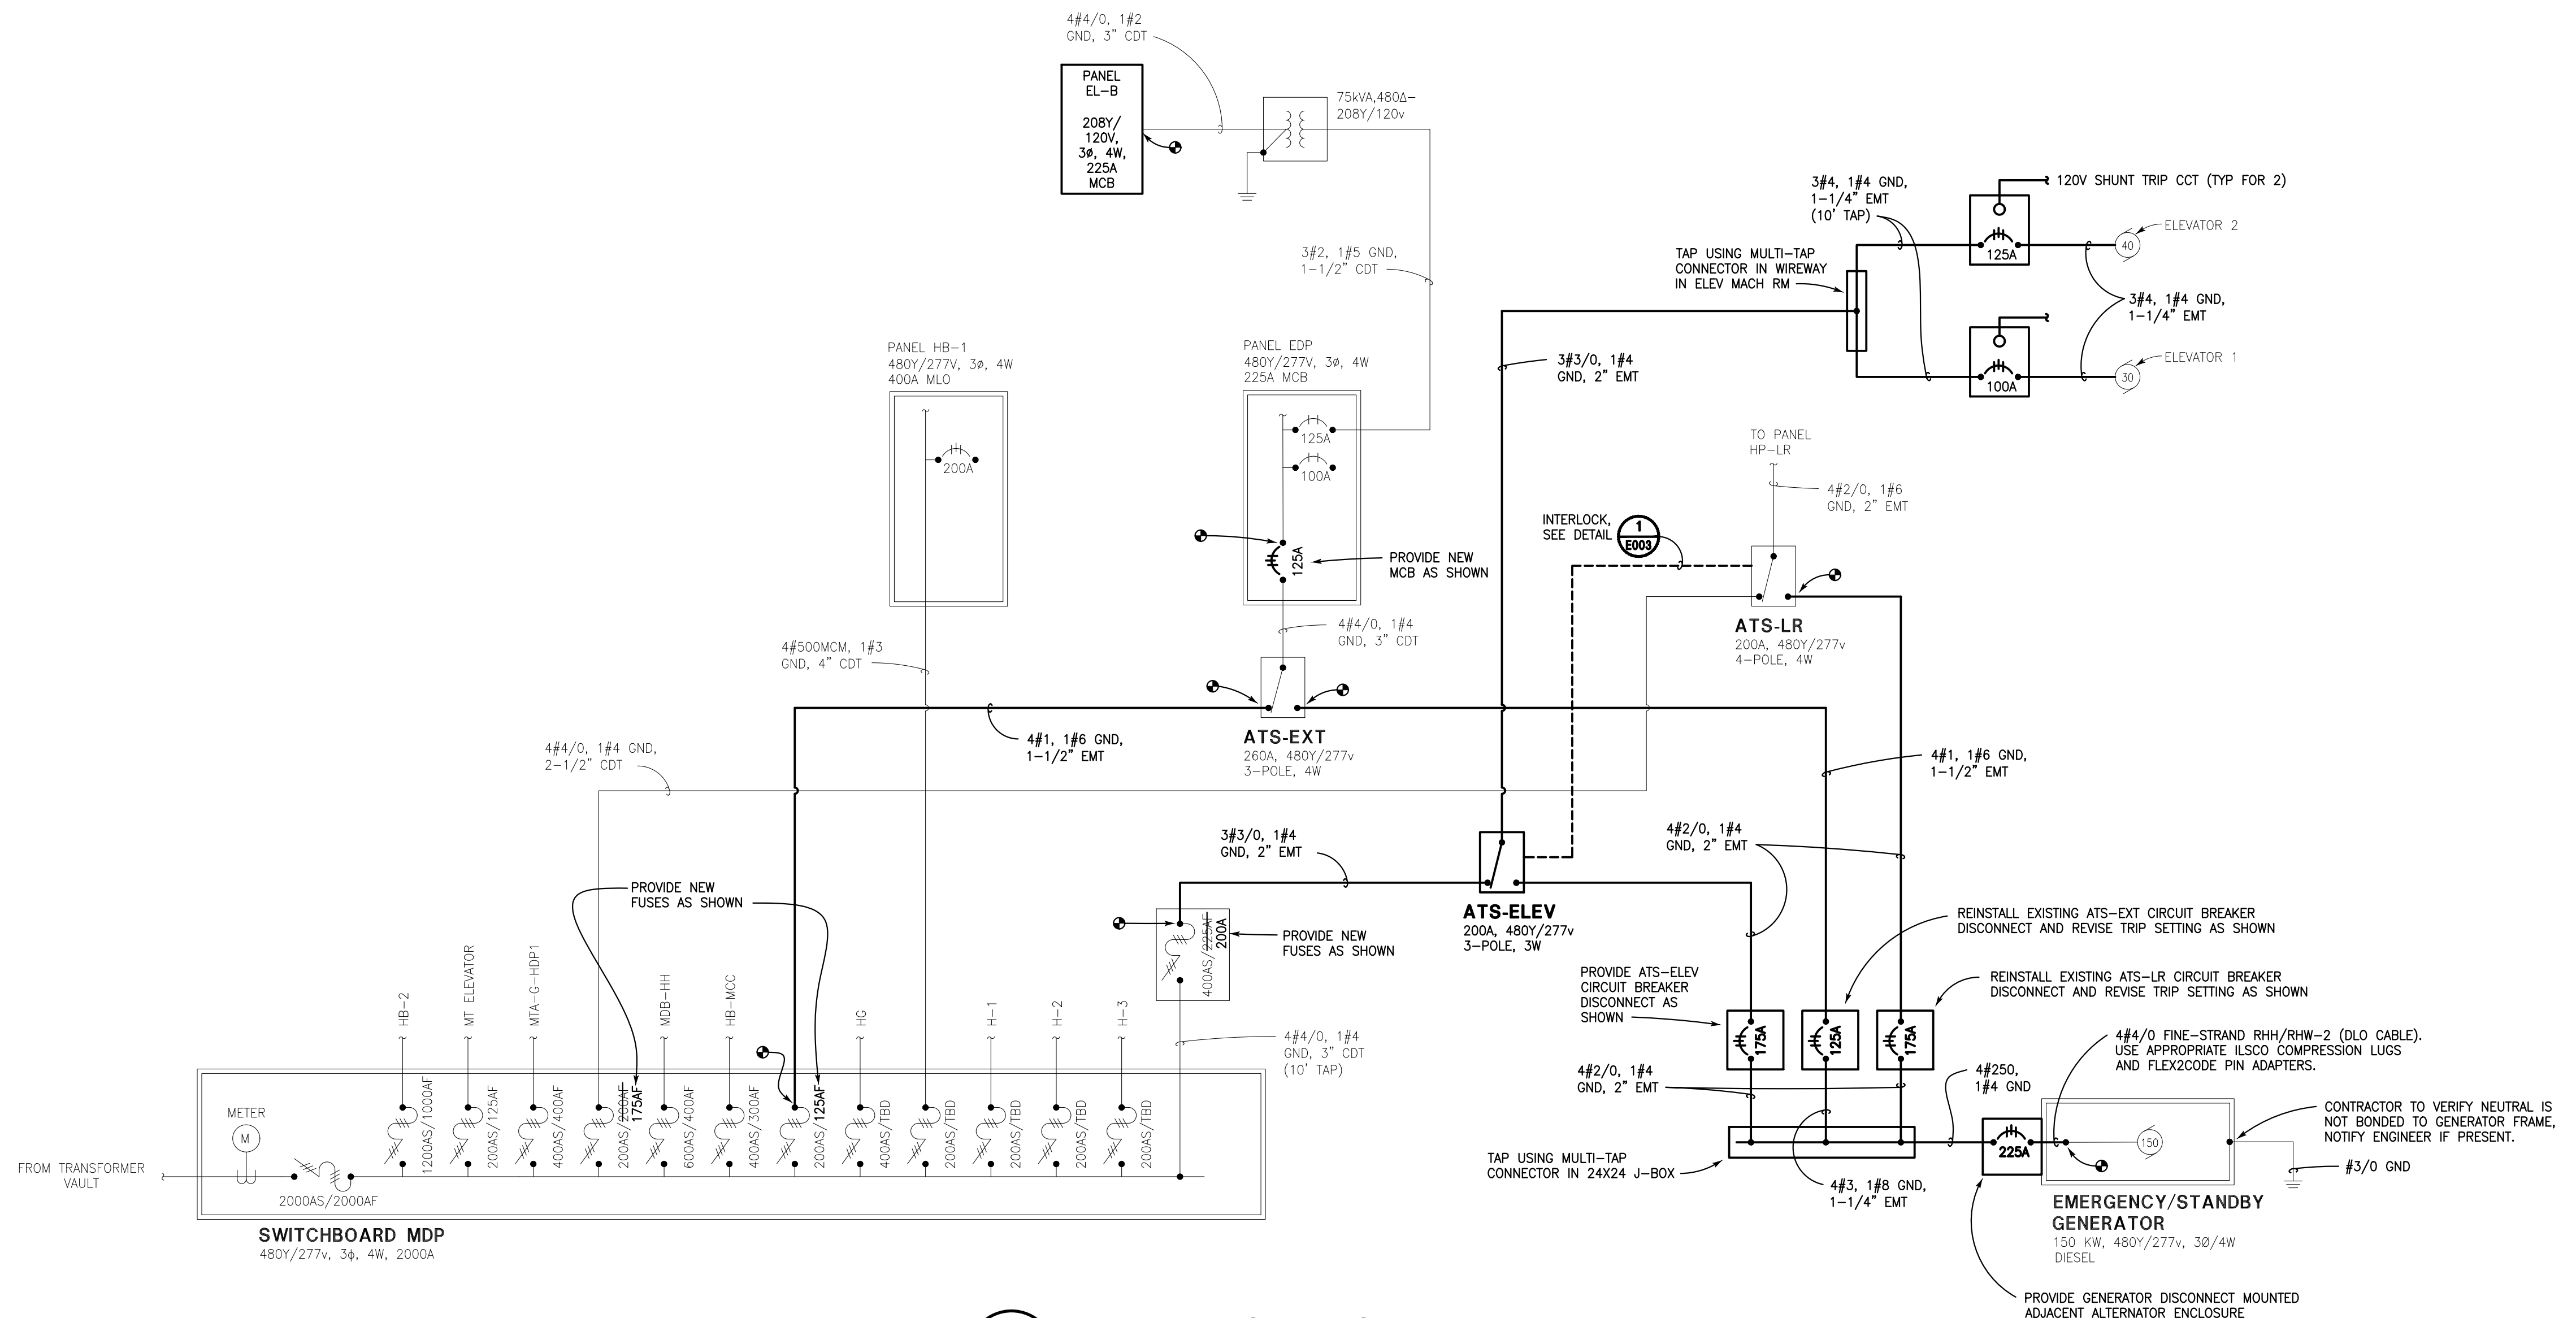 4#4/0, 1#2
GND, 3" CDT
PANEL
EL-B
208Y/
120V,
3ø, 4W,
225A
MCB
75kVA,480Δ-
208Y/120v
3#2, 1#5 GND,
1-1/2" CDT
3#4, 1#4 GND,
1-1/4" EMT
(10' TAP)
120V SHUNT TRIP CCT (TYP FOR 2)
125A
40
ELEVATOR 2
TAP USING MULTI-TAP
CONNECTOR IN WIREWAY
IN ELEV MACH RM
3#4, 1#4 GND,
1-1/4" EMT
100A
30
ELEVATOR 1
3#3/0, 1#4
GND, 2" EMT
PANEL HB-1
480Y/277V, 3ø, 4W
400A MLO
200A
PANEL EDP
480Y/277V, 3ø, 4W
225A MCB
125A
100A
125A
PROVIDE NEW
MCB AS SHOWN
TO PANEL
HP-LR
4#2/0, 1#6
GND, 2" EMT
INTERLOCK,
SEE DETAIL
1
E003
ATS-LR
200A, 480Y/277v
4-POLE, 4W
4#500MCM, 1#3
GND, 4" CDT
4#4/0, 1#4
GND, 3" CDT
4#1, 1#6 GND,
1-1/2" EMT
ATS-EXT
260A, 480Y/277v
3-POLE, 4W
4#4/0, 1#4 GND,
2-1/2" CDT
4#1, 1#6 GND,
1-1/2" EMT
3#3/0, 1#4
GND, 2" EMT
4#2/0, 1#4
GND, 2" EMT
PROVIDE NEW
FUSES AS SHOWN
400AS/225AF
200A
PROVIDE NEW
FUSES AS SHOWN
ATS-ELEV
200A, 480Y/277v
3-POLE, 3W
REINSTALL EXISTING ATS-EXT CIRCUIT BREAKER
DISCONNECT AND REVISE TRIP SETTING AS SHOWN
PROVIDE ATS-ELEV
CIRCUIT BREAKER
DISCONNECT AS
SHOWN
REINSTALL EXISTING ATS-LR CIRCUIT BREAKER
DISCONNECT AND REVISE TRIP SETTING AS SHOWN
175A
125A
175A
HB-2
MT ELEVATOR
MTA-G-HDP1
MDB-HH
HB-MCC
HG
H-1
H-2
H-3
4#4/0, 1#4
GND, 3" CDT
(10' TAP)
4#2/0, 1#4
GND, 2" EMT
4#4/0 FINE-STRAND RHH/RHW-2 (DLO CABLE).
USE APPROPRIATE ILSCO COMPRESSION LUGS
AND FLEX2CODE PIN ADAPTERS.
4#250,
1#4 GND
METER
M
1200AS/1000AF
200AS/125AF
400AS/400AF
200AS/200AF
175AF
600AS/400AF
400AS/300AF
200AS/125AF
400AS/TBD
200AS/TBD
200AS/TBD
200AS/TBD
200AS/TBD
CONTRACTOR TO VERIFY NEUTRAL IS
NOT BONDED TO GENERATOR FRAME,
NOTIFY ENGINEER IF PRESENT.
225A
150
FROM TRANSFORMER
VAULT
2000AS/2000AF
TAP USING MULTI-TAP
CONNECTOR IN 24X24 J-BOX
4#3, 1#8 GND,
1-1/4" EMT
#3/0 GND
SWITCHBOARD MDP
480Y/277v, 3ϕ, 4W, 2000A
EMERGENCY/STANDBY
GENERATOR
150 KW, 480Y/277v, 3Ø/4W
DIESEL
PROVIDE GENERATOR DISCONNECT MOUNTED
ADJACENT ALTERNATOR ENCLOSURE